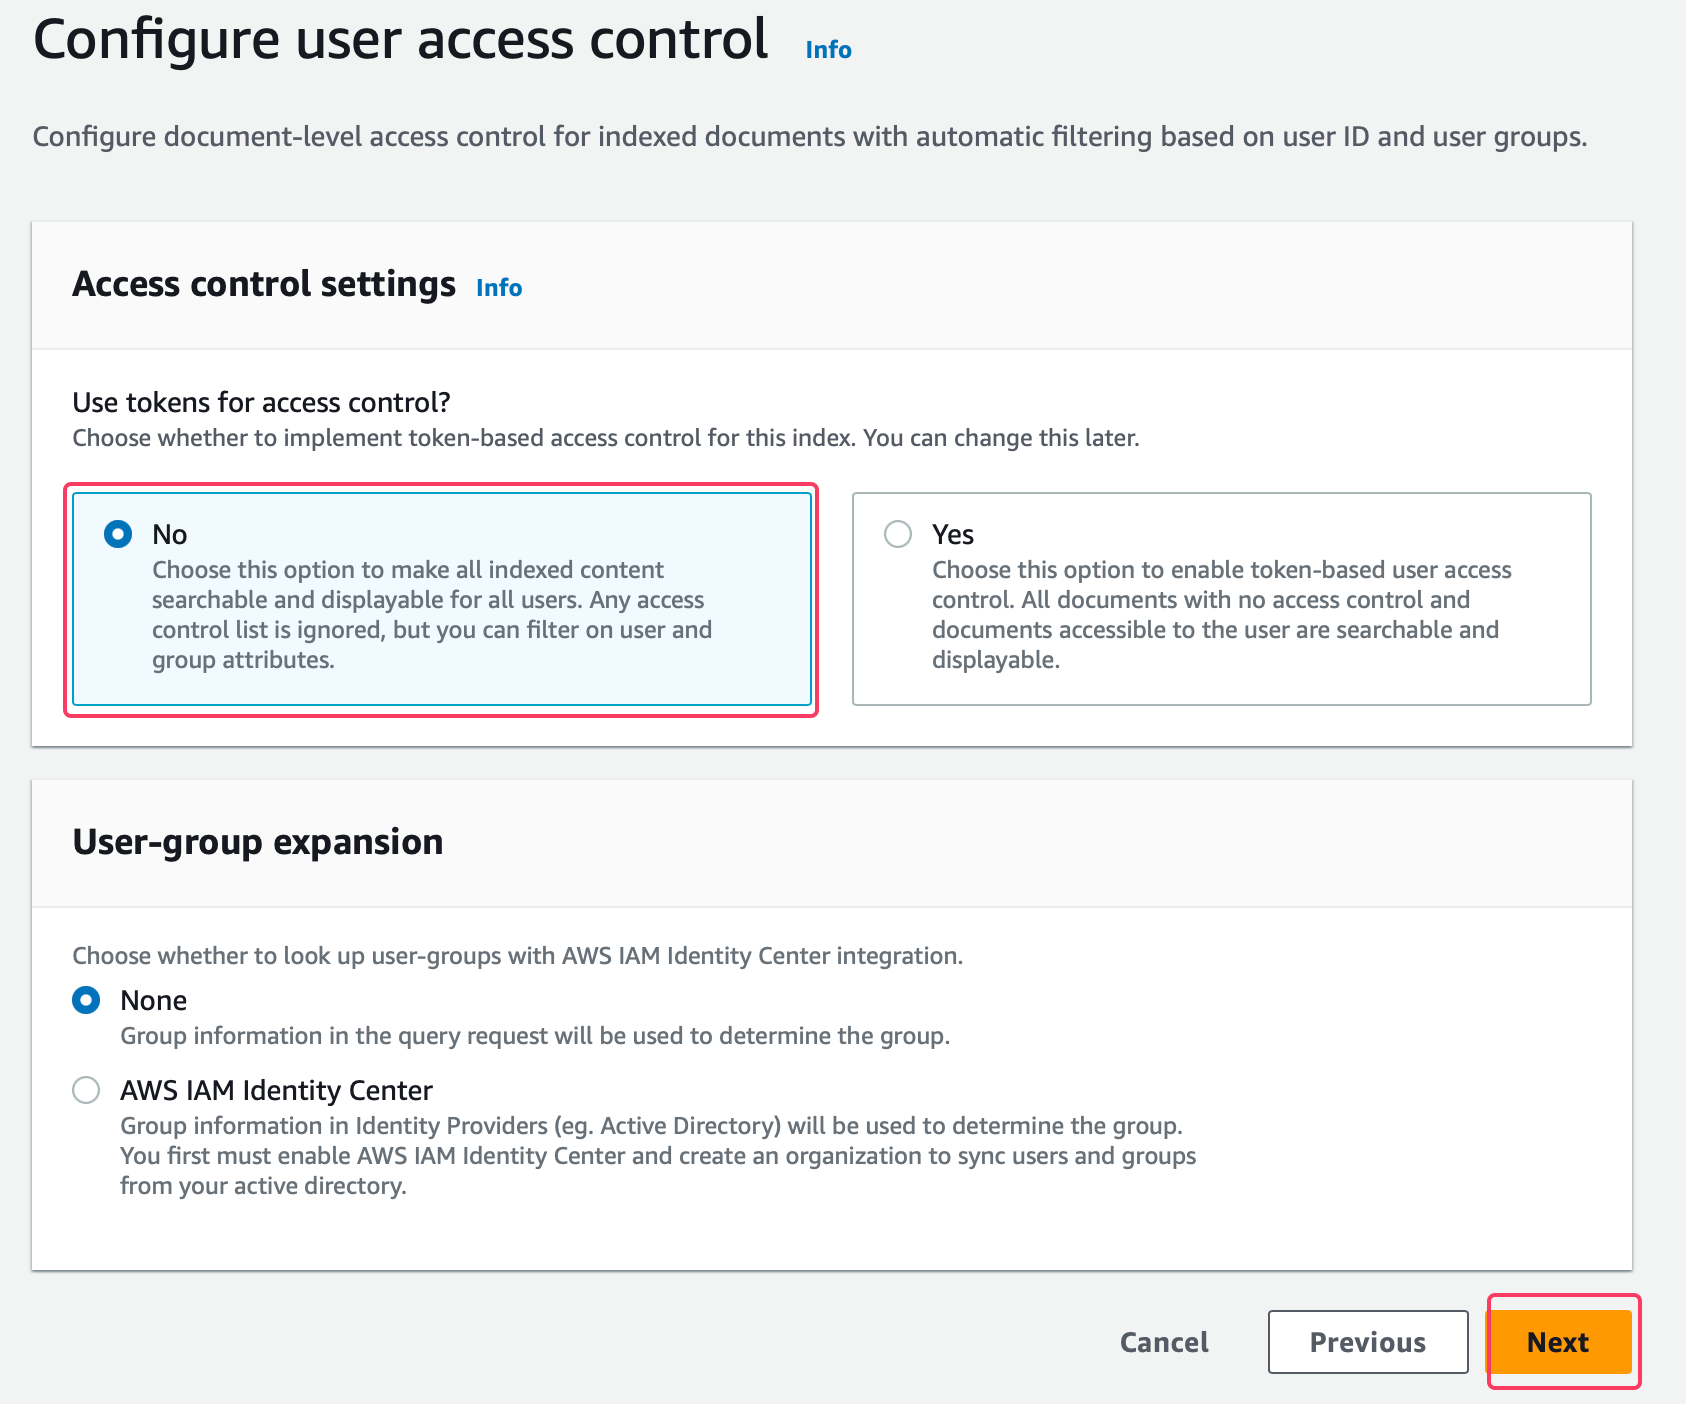 Configure user access control Info
Configure document-level access control for indexed documents with automatic filtering based on user ID and user groups.
Access control settings Info
Use tokens for access control?
Choose whether to implement token-based access control for this index. You can change this later.
No
Choose this option to make all indexed content
searchable and displayable for all users. Any access
control list is ignored, but you can filter on user and
group attributes.
Yes
Choose this option to enable token-based user access
control. All documents with no access control and
documents accessible to the user are searchable and
displayable.
User-group expansion
Choose whether to look up user-groups with AWS IAM Identity Center integration.
None
Group information in the query request will be used to determine the group.
AWS IAM Identity Center
Group information in Identity Providers (eg. Active Directory) will be used to determine the group.
You first must enable AWS IAM Identity Center and create an organization to sync users and groups
from your active directory.
Cancel Previous Next